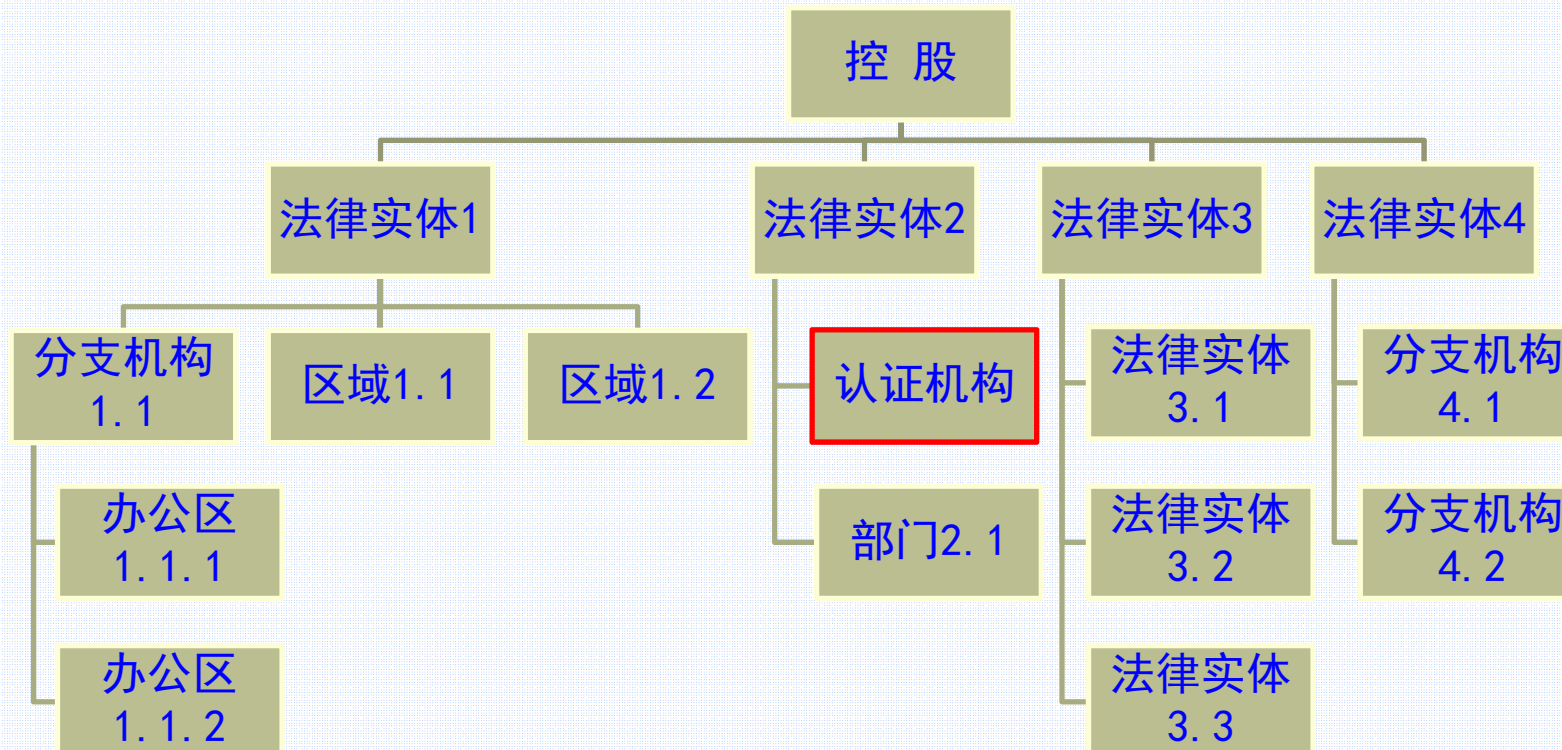 控 股
法律实体1
法律实体2
法律实体3
法律实体4
分支机构
1.1
区域1.1
区域1.2
认证机构
法律实体
3.1
分支机构
4.1
办公区
1.1.1
部门2.1
法律实体
3.2
分支机构
4.2
办公区
1.1.2
法律实体
3.3